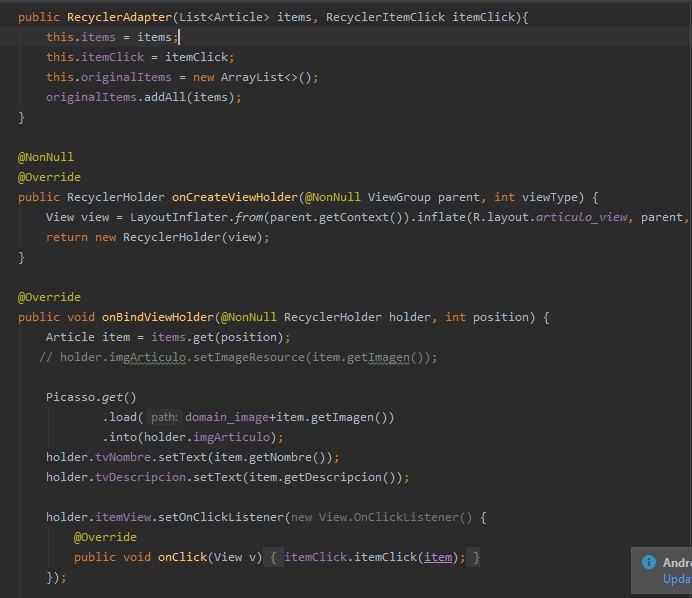 public RecyclerAdapter(List<Article> items, RecyclerItemClick itemClick){
this.items = items;
this.itemClick = itemClick;
this.originalItems = new ArrayList<>();
originalItems.addAll(items);
}
@NonNull
@Override
public RecyclerHolder onCreateViewHolder(@NonNull ViewGroup parent, int viewType) {
View view = LayoutInflater.from(parent.getContext()).inflate(R.layout.articulo_view, parent,
return new RecyclerHolder(view);
}
@Override
public void onBindViewHolder(@NonNull RecyclerHolder holder, int position) {
Article item = items.get(position);
// holder.imgArticulo.setImageResource(item.getImagen());
Picasso.get()
.load( path: domain_image+item.getImagen())
.into(holder.imgArticulo);
holder.tvNombre.setText(item.getNombre());
holder.tvDescripcion.setText(item.getDescripcion());
holder.itemView.setOnClickListener(new View.OnClickListener() {
@Override
public void onClick(View v) { itemClick.itemClick(item); }
});
Andr
Upda